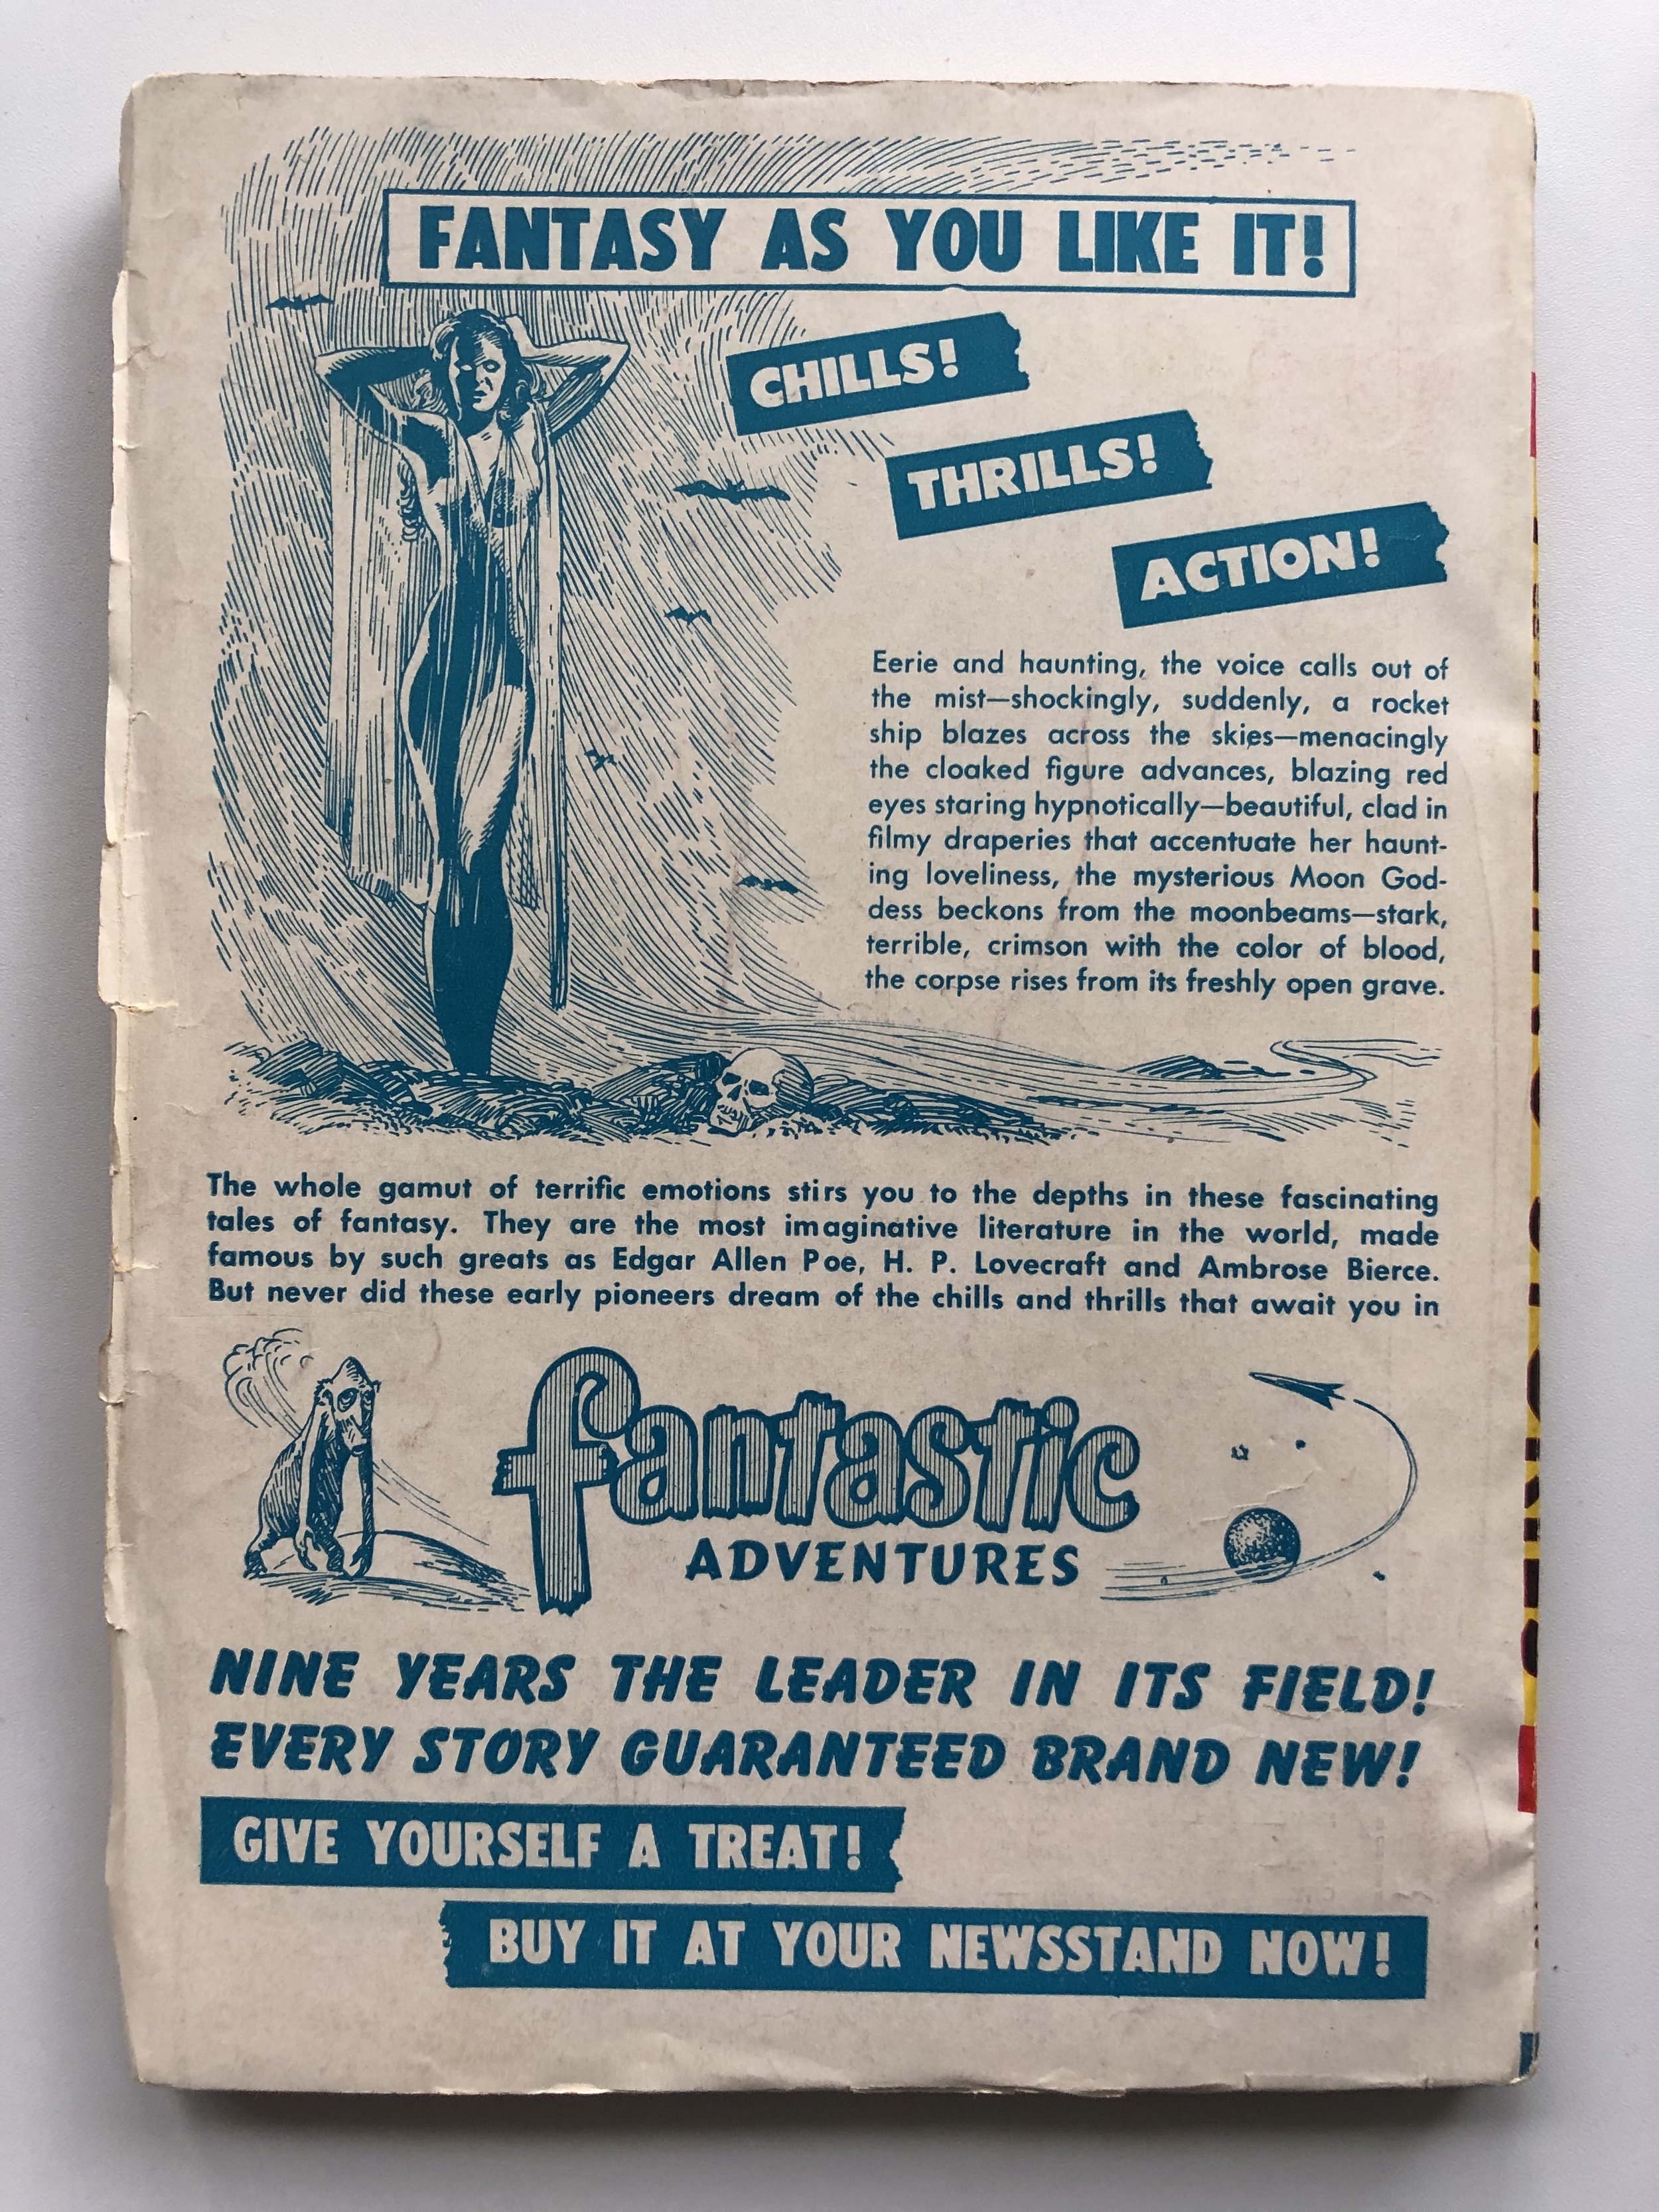 FANTASY AS YOU LIKE IT!
CHILLS!
THRILLS!
ACTION!
Eerie and haunting, the voice calls out of
the mist—shockingly, suddenly, a rocket
ship blazes across the skies—menacingly
the cloaked figure advances, blazing red
eyes staring hypnotically—beautiful, clad in
filmy draperies that accentuate her haunt-
ing loveliness, the mysterious Moon God-
dess beckons from the moonbeams—stark,
terrible, crimson with the color of blood,
the corpse rises from its freshly open grave.
The whole gamut of terrific emotions stirs you to the depths in these fascinating
tales of fantasy. They are the most imaginative literature in the world, made
famous by such greats as Edgar Allen Poe, H. P. Lovecraft and Ambrose Bierce.
But never did these early pioneers dream of the chills and thrills that await you in
fantastic
ADVENTURES
NINE YEARS THE LEADER IN ITS FIELD!
EVERY STORY GUARANTEED BRAND NEW!
GIVE YOURSELF A TREAT!
BUY IT AT YOUR NEWSSTAND NOW!